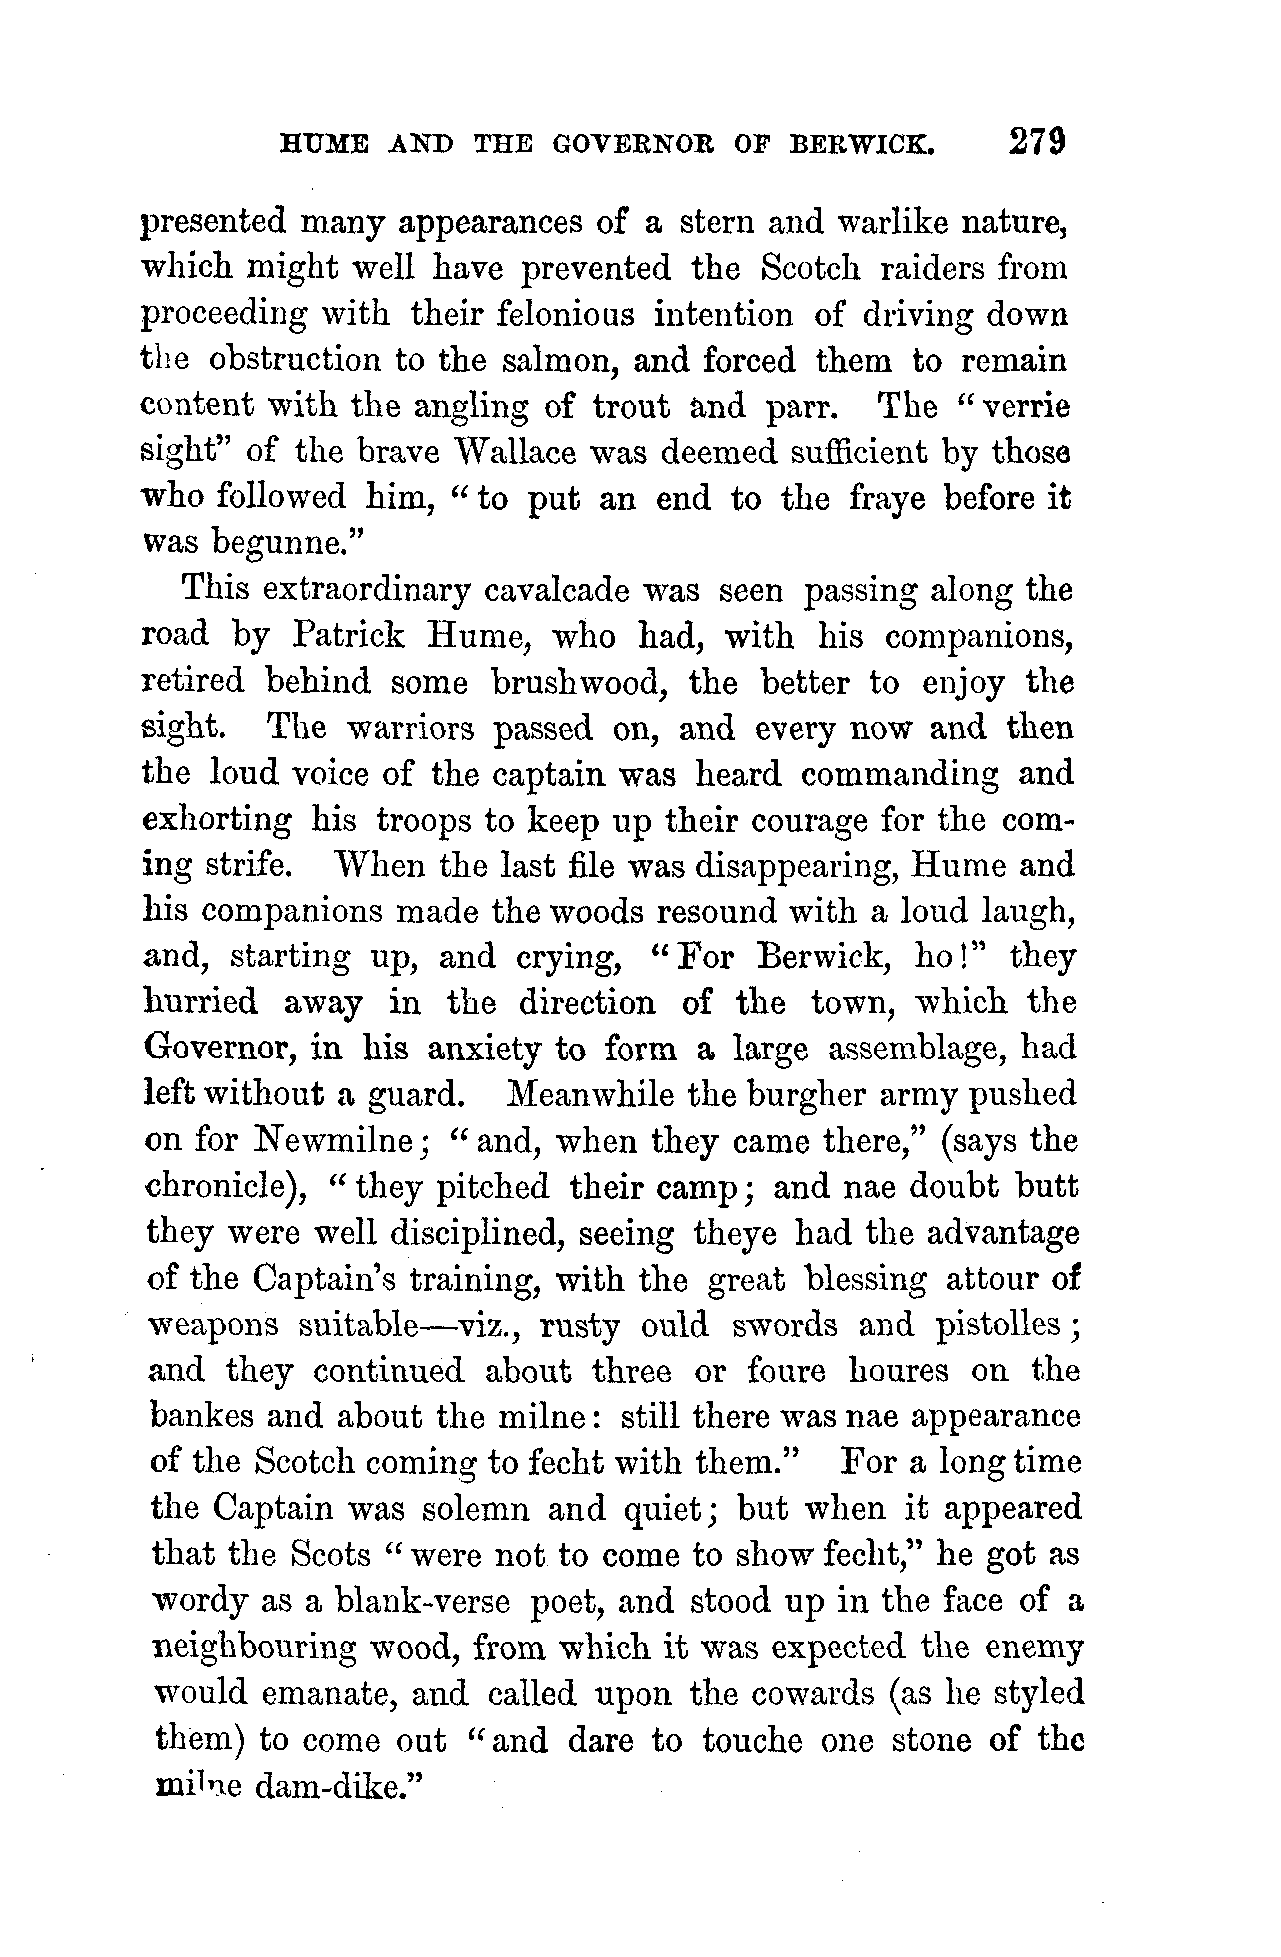 HUME AND THE GOVERNOR OF BERWICK. 279
presented many appearances of a stern and warlike nature,
which might well have prevented the Scotch raiders from
proceeding with their felonious intention of driving down
the obstruction to the salmon, and forced them to remain
content with the angling of trout and parr. The “ verrie
sight” of the brave Wallace was deemed sufficient by those
who followed him, “ to put an end to the fraye before it
was begunne.”
This extraordinary cavalcade was seen passing along the
road by Patrick Hume, who had, with his companions,
retired behind some brushwood, the better to enjoy the
sight. The warriors passed on, and every now and then
the loud voice of the captain was heard commanding and
exhorting his troops to keep up their courage for the com-
ing strife. When the last file was disappearing, Hume and
his companions made the woods resound with a loud laugh,
and, starting up, and crying, “ For Berwick, ho !” they
hurried away in the direction of the town, which the
Governor, in his anxiety to form a large assemblage, had
left without a guard. Meanwhile the burgher army pushed
on for Newmilne ; “ and, when they came there,” (says the
chronicle), “ they pitched their camp ; and nae doubt butt
they were well disciplined, seeing theye had the advantage
of the Captain’s training, with the great blessing attour of
weapons suitable—viz., rusty ould swords and pistolles ;
and they continued about three or foure houres on the
bankes and about the milne : still there was nae appearance
of the Scotch coming to fecht with them.” For a long time
the Captain was solemn and quiet ; but when it appeared
that the Scots “ were not to come to show fecht,” he got as
wordy as a blank-verse poet, and stood up in the face of a
neighbouring wood, from which it was expected the enemy
would emanate, and called upon the cowards (as he styled
them) to come out “ and dare to touche one stone of the
milne dam-dike.”